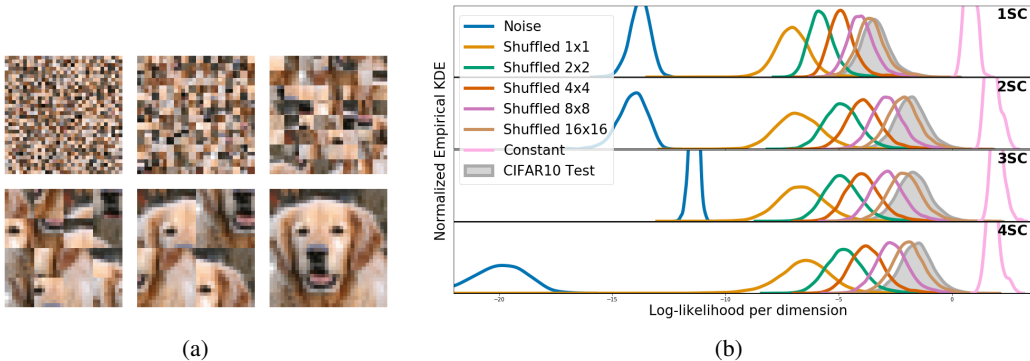 Noise
Shuffled 1x1
Shuffled 2x2
Shuffled 4x4
Shuffled 8x8
Shuffled 16x16
Constant
CIFAR10 Test
1SC
2SC
3SC
4SC
Normalized Empirical KDE
−20 −15 −10 −5 0
Log-likelihood per dimension
(a)
(b)